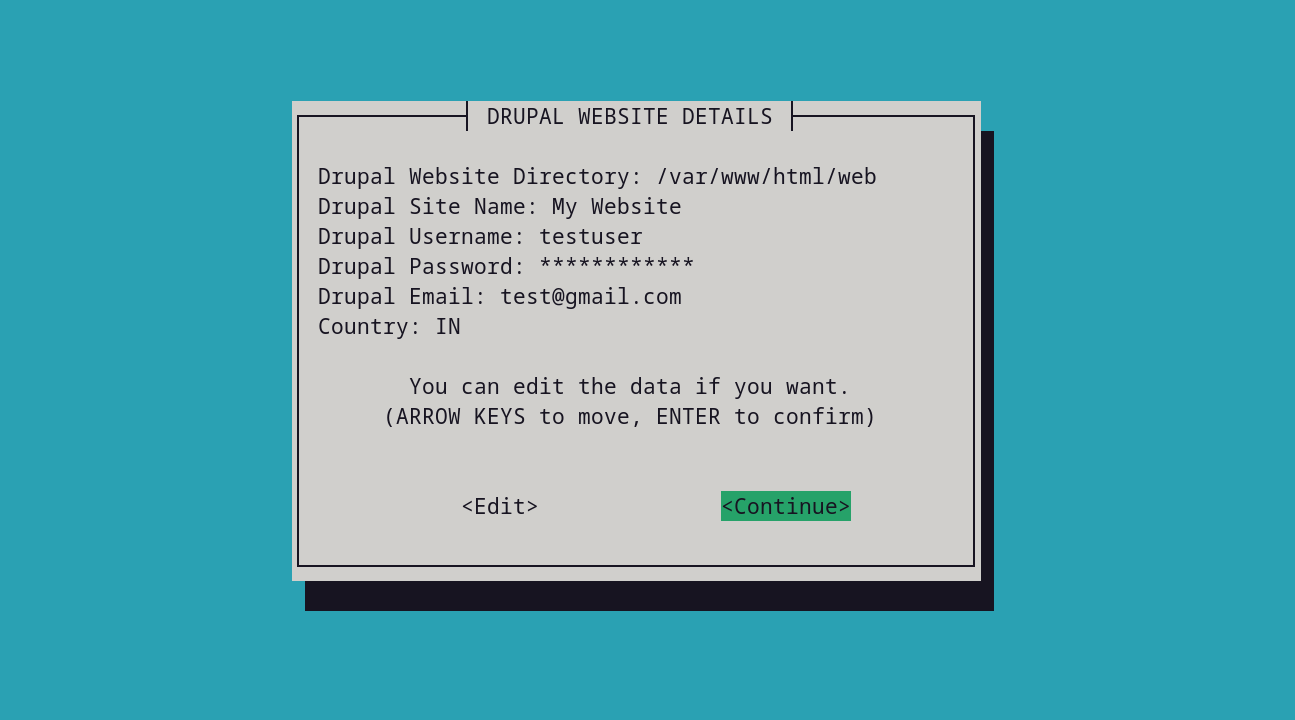 DRUPAL WEBSITE DETAILS
Drupal Website Directory: /var/www/html/web
Drupal Site Name: My Website
Drupal Username: testuser
Drupal Password: ************
Drupal Email: test@gmail.com
Country: IN
You can edit the data if you want.
(ARROW KEYS to move, ENTER to confirm)
<Edit> <Continue>